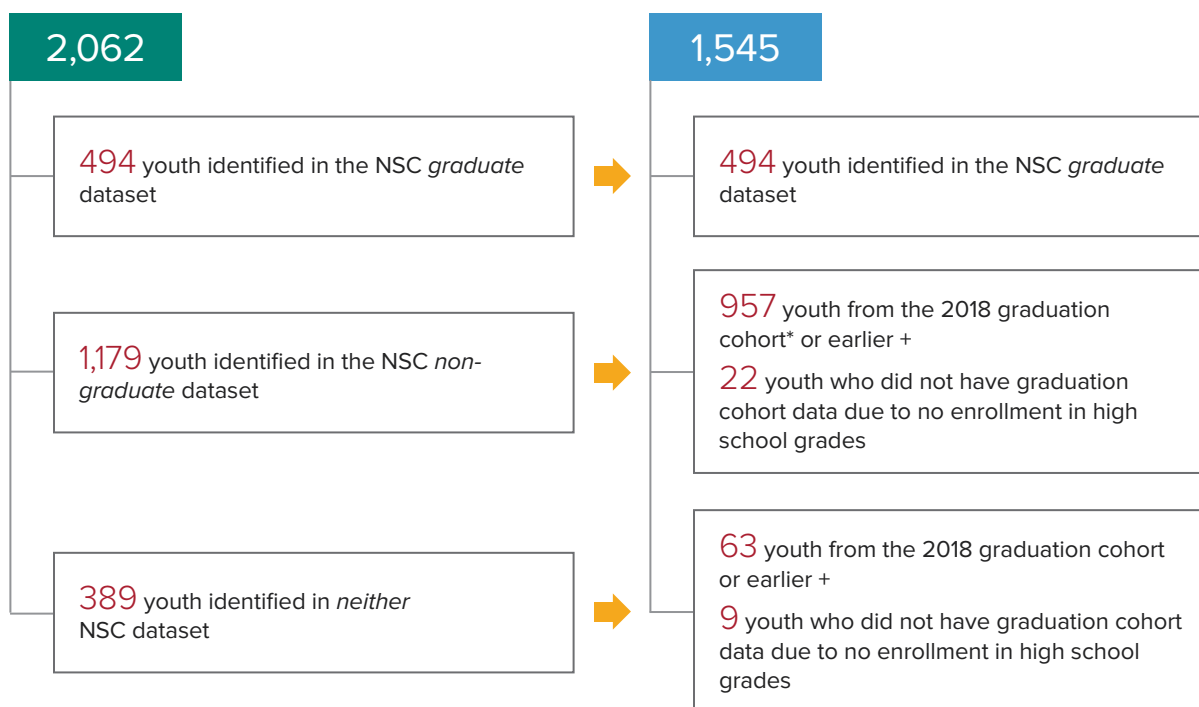 2,062
494 youth identified in the NSC graduate
dataset
1,179 youth identified in the NSC non-
graduate dataset
389 youth identified in neither
NSC dataset
1,545
494 youth identified in the NSC graduate
dataset
957 youth from the 2018 graduation
cohort* or earlier +
22 youth who did not have graduation
cohort data due to no enrollment in high
school grades
63 youth from the 2018 graduation cohort
or earlier +
9 youth who did not have graduation cohort
data due to no enrollment in high school
grades